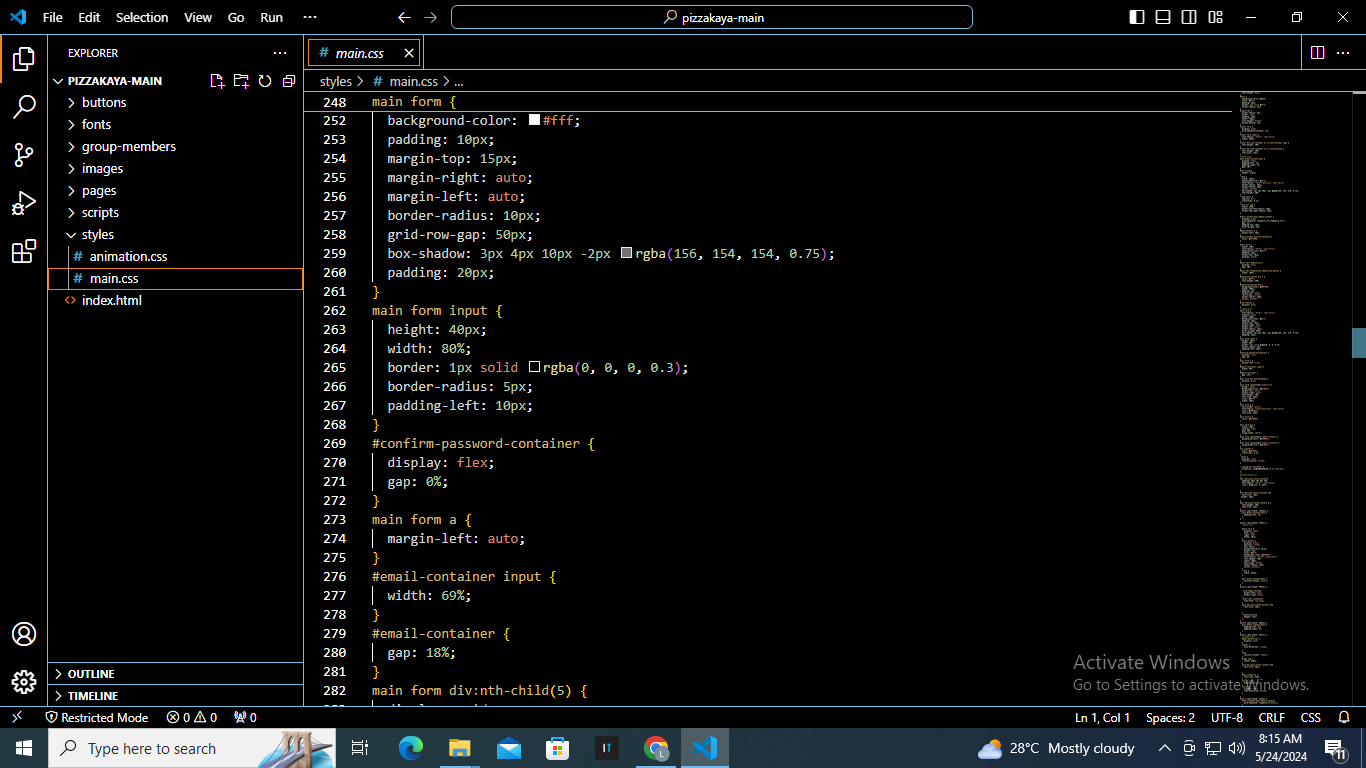 File Edit Selection View Go Run ··· pizzakaya-main
EXPLORER ···
PIZZAKAYA-MAIN
buttons
fonts
group-members
images
pages
scripts
styles
# animation.css
# main.css
<> index.html
OUTLINE
TIMELINE
# main.css
styles > # main.css > ...
248 main form {
252 background-color: #fff;
253 padding: 10px;
254 margin-top: 15px;
255 margin-right: auto;
256 margin-left: auto;
257 border-radius: 10px;
258 grid-row-gap: 50px;
259 box-shadow: 3px 4px 10px -2px rgba(156, 154, 154, 0.75);
260 padding: 20px;
261 }
262 main form input {
263 height: 40px;
264 width: 80%;
265 border: 1px solid rgba(0, 0, 0, 0.3);
266 border-radius: 5px;
267 padding-left: 10px;
268 }
269 #confirm-password-container {
270 display: flex;
271 gap: 0%;
272 }
273 main form a {
274 margin-left: auto;
275 }
276 #email-container input {
277 width: 69%;
278 }
279 #email-container {
280 gap: 18%;
281 }
282 main form div:nth-child(5) {
Activate Windows
Go to Settings to activate Windows.
Restricted Mode 0 0 0 Ln 1, Col 1 Spaces: 2 UTF-8 CRLF CSS
Type here to search IT L 28°C Mostly cloudy 8:15 AM
5/24/2024 11